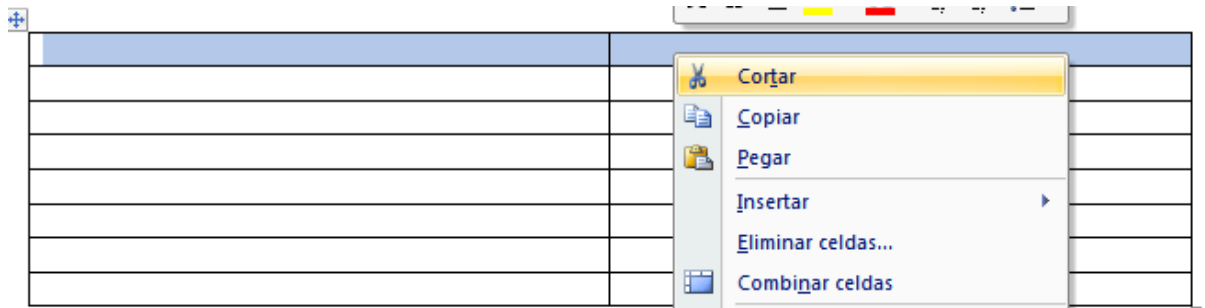 Cortar
Copiar
Pegar
Insertar
Eliminar celdas...
Combinar celdas